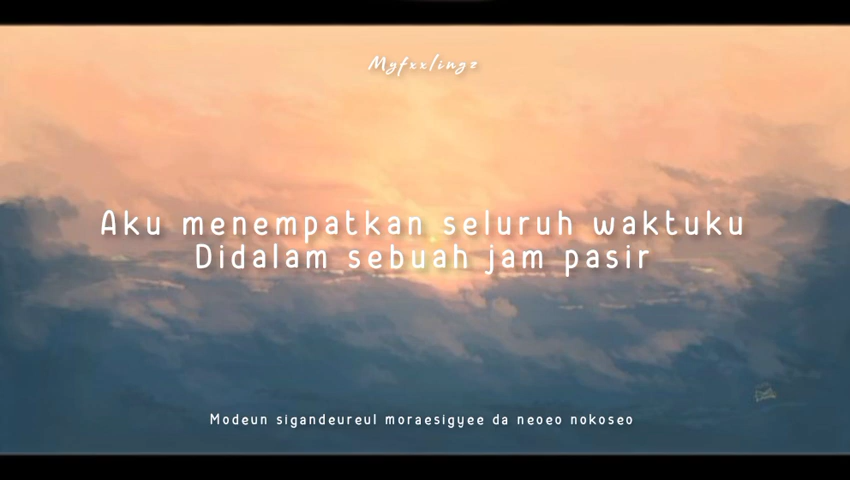 Myfxxlingz
Aku menempatkan seluruh waktuku
Didalam sebuah jam pasir
Modeun sigandeureul moraesigyee da neoeo nokoseo